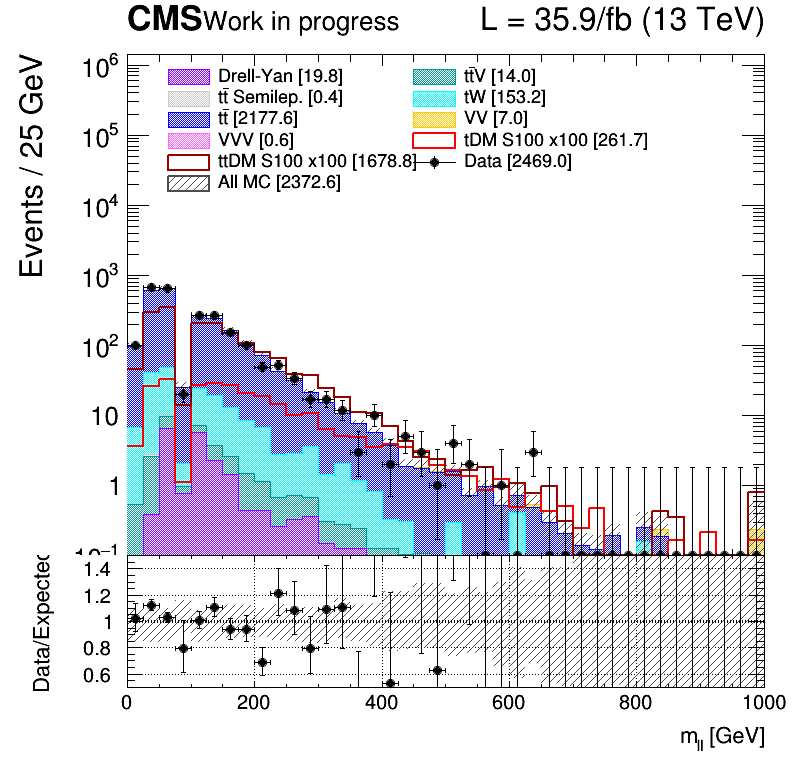 CMS Work in progress L = 35.9/fb (13 TeV)
Events / 25 GeV
Drell-Yan [19.8] tt̄V [14.0]
tt̄ Semilep. [0.4] tW [153.2]
tt̄ [2177.6] VV [7.0]
VVV [0.6] tDM S100 x100 [261.7]
ttDM S100 x100 [1678.8] Data [2469.0]
All MC [2372.6]
10⁶
10⁵
10⁴
10³
10²
10
1
10⁻¹
Data/Expected
1.4
1.2
1
0.8
0.6
0 200 400 600 800 1000
m_ll [GeV]